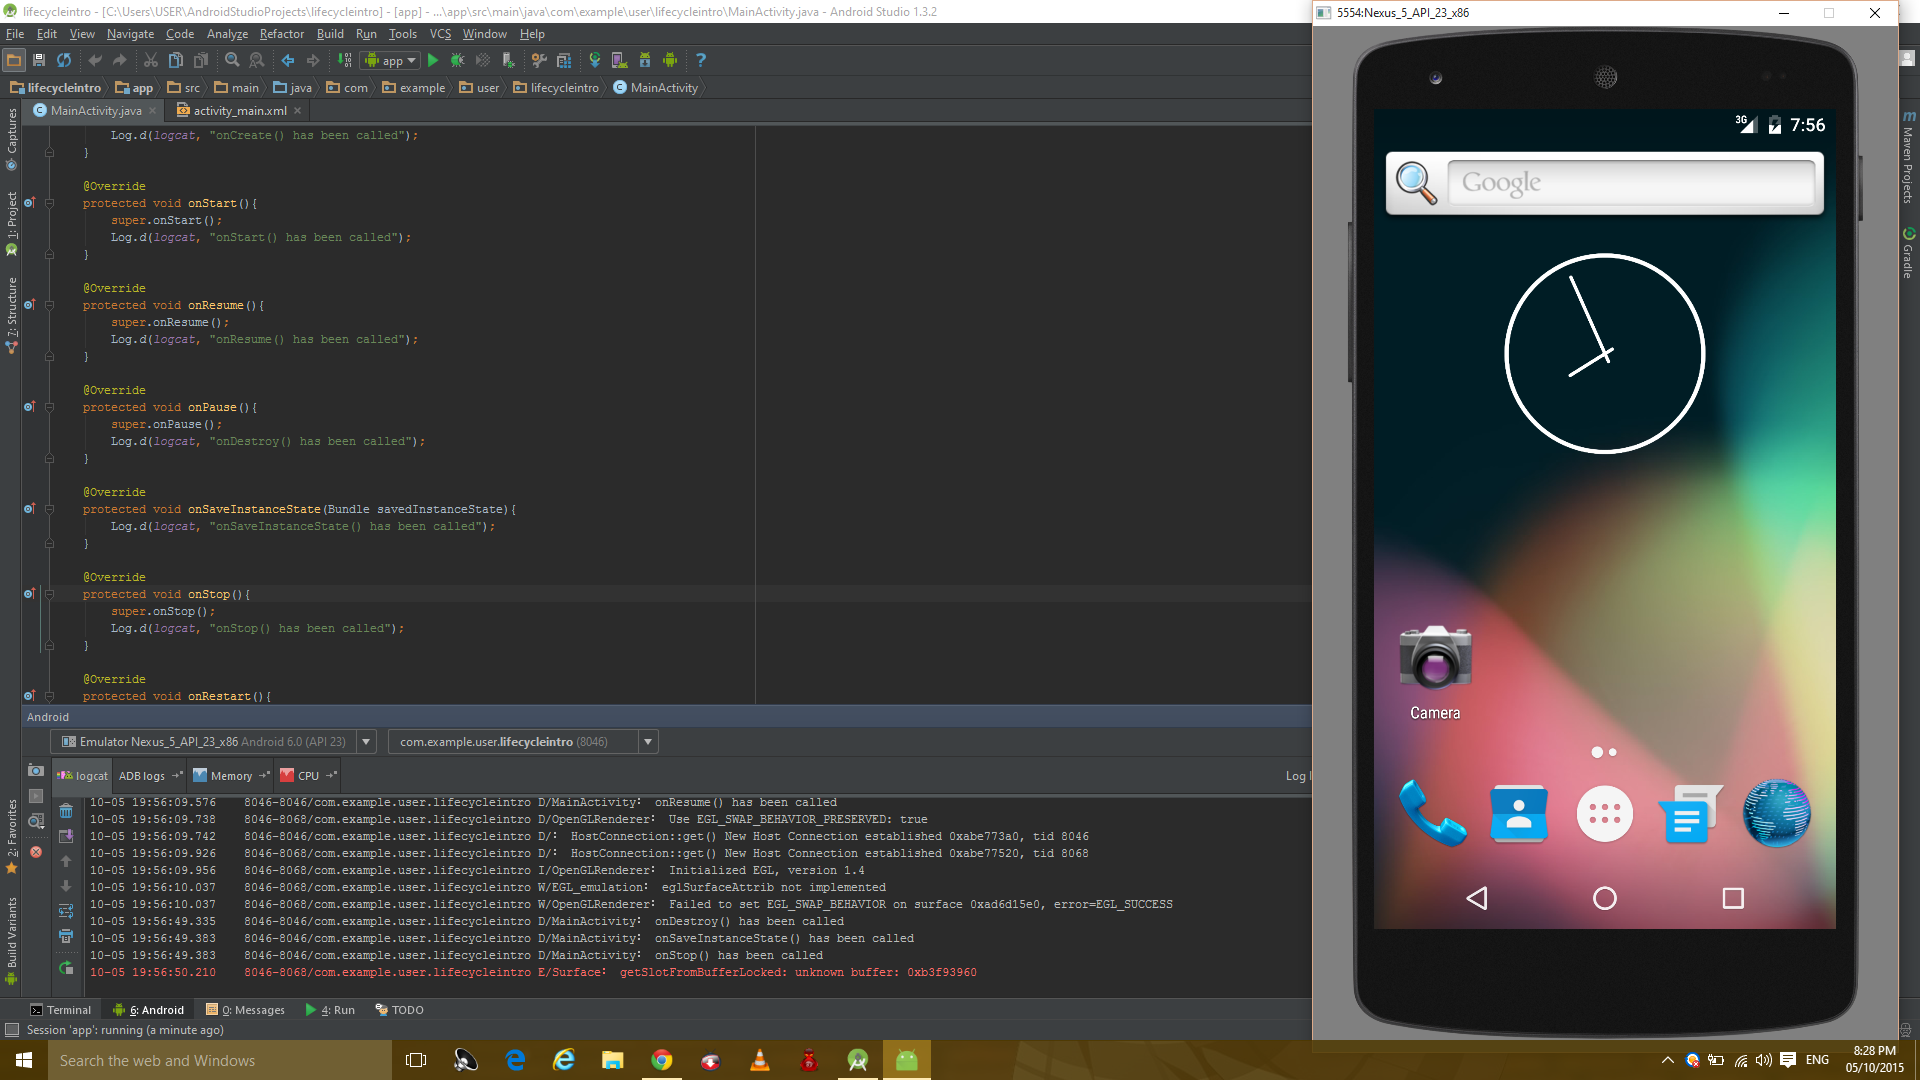 lifecycleintro - [C:\Users\USER\AndroidStudioProjects\lifecycleintro] - [app] - ...\app\src\main\java\com\example\user\lifecycleintro\MainActivity.java - Android Studio 1.3.2
File Edit View Navigate Code Analyze Refactor Build Run Tools VCS Window Help
app
lifecycleintro app src main java com example user lifecycleintro MainActivity
MainActivity.java activity_main.xml
Log.d(logcat, "onCreate() has been called");
}
@Override
protected void onStart(){
super.onStart();
Log.d(logcat, "onStart() has been called");
}
@Override
protected void onResume(){
super.onResume();
Log.d(logcat, "onResume() has been called");
}
@Override
protected void onPause(){
super.onPause();
Log.d(logcat, "onDestroy() has been called");
}
@Override
protected void onSaveInstanceState(Bundle savedInstanceState){
Log.d(logcat, "onSaveInstanceState() has been called");
}
@Override
protected void onStop(){
super.onStop();
Log.d(logcat, "onStop() has been called");
}
@Override
protected void onRestart(){
Captures
1: Project
7: Structure
2: Favorites
Build Variants
Android
Emulator Nexus_5_API_23_x86 Android 6.0 (API 23) com.example.user.lifecycleintro (8046)
logcat ADB logs Memory CPU Log l
10-05 19:56:09.576 8046-8046/com.example.user.lifecycleintro D/MainActivity: onResume() has been called
10-05 19:56:09.738 8046-8068/com.example.user.lifecycleintro D/OpenGLRenderer: Use EGL_SWAP_BEHAVIOR_PRESERVED: true
10-05 19:56:09.742 8046-8046/com.example.user.lifecycleintro D/: HostConnection::get() New Host Connection established 0xabe773a0, tid 8046
10-05 19:56:09.926 8046-8068/com.example.user.lifecycleintro D/: HostConnection::get() New Host Connection established 0xabe77520, tid 8068
10-05 19:56:09.956 8046-8068/com.example.user.lifecycleintro I/OpenGLRenderer: Initialized EGL, version 1.4
10-05 19:56:10.037 8046-8068/com.example.user.lifecycleintro W/EGL_emulation: eglSurfaceAttrib not implemented
10-05 19:56:10.037 8046-8068/com.example.user.lifecycleintro W/OpenGLRenderer: Failed to set EGL_SWAP_BEHAVIOR on surface 0xad6d15e0, error=EGL_SUCCESS
10-05 19:56:49.335 8046-8046/com.example.user.lifecycleintro D/MainActivity: onDestroy() has been called
10-05 19:56:49.383 8046-8046/com.example.user.lifecycleintro D/MainActivity: onSaveInstanceState() has been called
10-05 19:56:49.383 8046-8046/com.example.user.lifecycleintro D/MainActivity: onStop() has been called
10-05 19:56:50.210 8046-8068/com.example.user.lifecycleintro E/Surface: getSlotFromBufferLocked: unknown buffer: 0xb3f93960
Terminal 6: Android 0: Messages 4: Run TODO
Session 'app': running (a minute ago)
5554:Nexus_5_API_23_x86
3G 7:56
Google
Camera
m Maven Projects
Gradle
Search the web and Windows
ENG
8:28 PM
05/10/2015